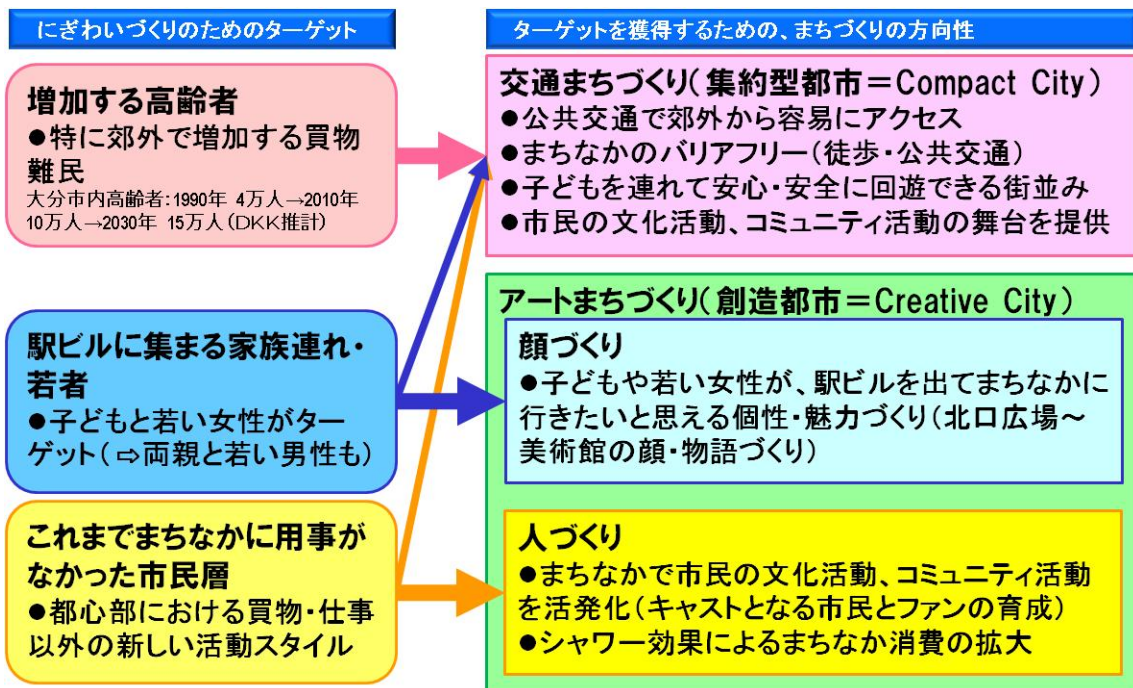 にぎわいづくりのためのターゲット
増加する高齢者
●特に郊外で増加する買物
難民
大分市内高齢者：1990年 4万人→2010年
10万人→2030年 15万人（DKK推計）
駅ビルに集まる家族連れ・
若者
●子どもと若い女性がター
ゲット（⇨両親と若い男性も）
これまでまちなかに用事が
なかった市民層
●都心部における買物・仕事
以外の新しい活動スタイル
ターゲットを獲得するための、まちづくりの方向性
交通まちづくり（集約型都市＝Compact City）
●公共交通で郊外から容易にアクセス
●まちなかのバリアフリー（徒歩・公共交通）
●子どもを連れて安心・安全に回遊できる街並み
●市民の文化活動、コミュニティ活動の舞台を提供
アートまちづくり（創造都市＝Creative City）
顔づくり
●子どもや若い女性が、駅ビルを出てまちなかに
行きたいと思える個性・魅力づくり（北口広場～
美術館の顔・物語づくり）
人づくり
●まちなかで市民の文化活動、コミュニティ活動
を活発化（キャストとなる市民とファンの育成）
●シャワー効果によるまちなか消費の拡大